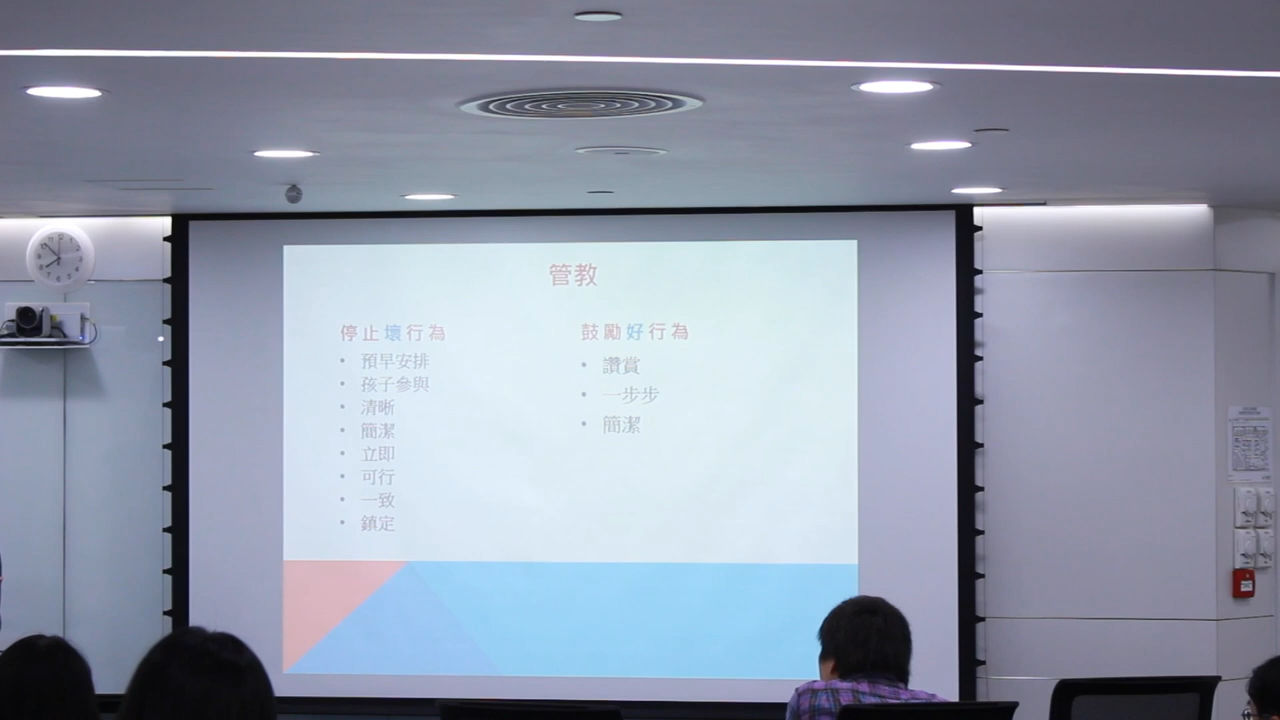 管教
停止壞行為
• 預早安排
• 孩子參與
• 清晰
• 簡潔
• 立即
• 可行
• 一致
• 鎮定
鼓勵好行為
• 讚賞
• 一步步
• 簡潔